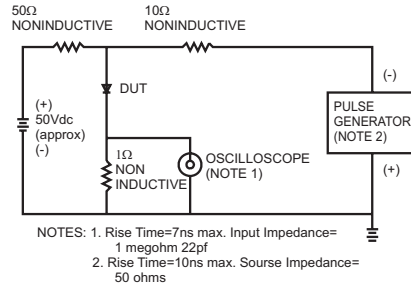 50Ω
NONINDUCTIVE
10Ω
NONINDUCTIVE
(+)
50Vdc
(approx)
(-)
DUT
1Ω
NON
INDUCTIVE
OSCILLOSCOPE
(NOTE 1)
(-)
PULSE
GENERATOR
(NOTE 2)
(+)
NOTES: 1. Rise Time=7ns max. Input Impedance=
1 megohm 22pf
2. Rise Time=10ns max. Sourse Impedance=
50 ohms